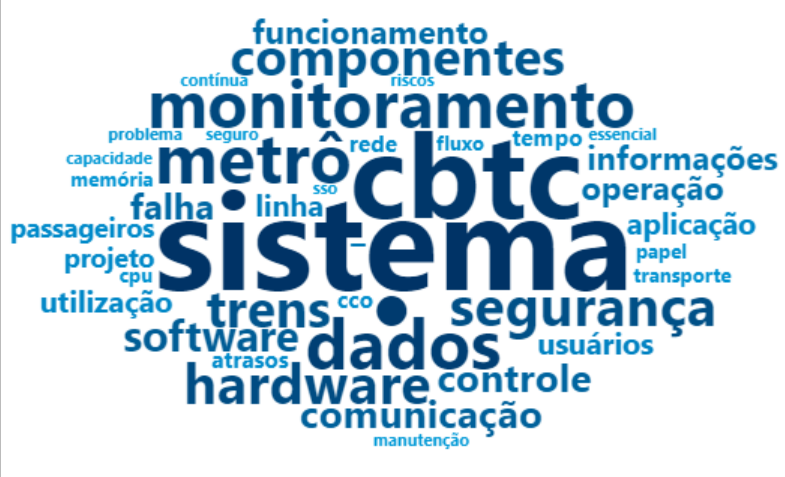 funcionamento
componentes
contínua riscos
monitoramento
problema seguro rede fluxo tempo essencial
capacidade metrô cbtc informações
memória sso operação
falha linha
passageiros sistema aplicação
projeto papel
cpu transporte
utilização trens cco segurança
software dados usuários
atrasos
hardware controle
comunicação
manutenção